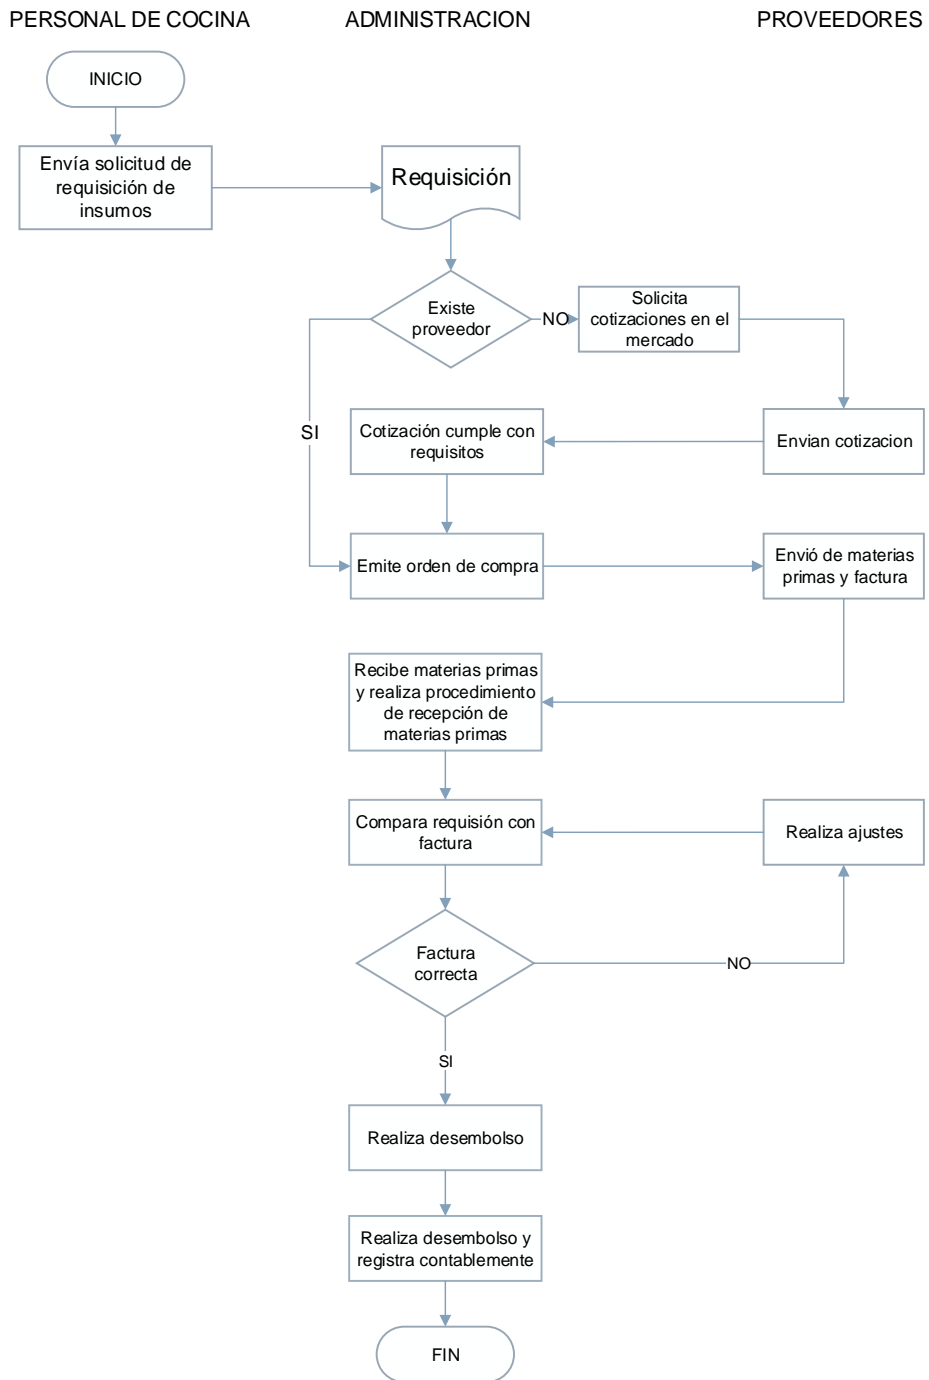 PERSONAL DE COCINA
ADMINISTRACION
PROVEEDORES
INICIO
Envía solicitud de
requisición de
insumos
Requisición
Existe
proveedor
NO
Solicita
cotizaciones en el
mercado
SI
Cotización cumple con
requisitos
Envian cotizacion
Emite orden de compra
Envió de materias
primas y factura
Recibe materias primas
y realiza procedimiento
de recepción de
materias primas
Compara requisión con
factura
Realiza ajustes
Factura
correcta
NO
SI
Realiza desembolso
Realiza desembolso y
registra contablemente
FIN